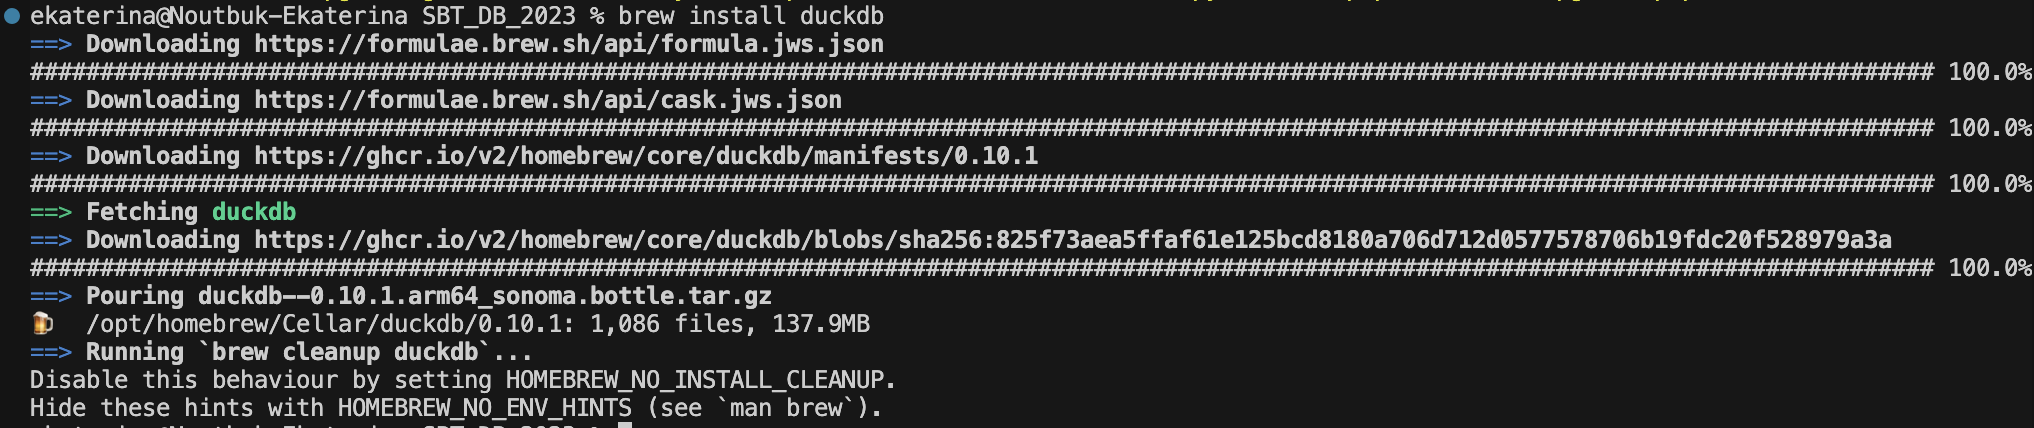 ekaterina@Noutbuk-Ekaterina SBT_DB_2023 % brew install duckdb
==> Downloading https://formulae.brew.sh/api/formula.jws.json
######################################################################################################################################## 100.0%
==> Downloading https://formulae.brew.sh/api/cask.jws.json
######################################################################################################################################## 100.0%
==> Downloading https://ghcr.io/v2/homebrew/core/duckdb/manifests/0.10.1
######################################################################################################################################## 100.0%
==> Fetching duckdb
==> Downloading https://ghcr.io/v2/homebrew/core/duckdb/blobs/sha256:825f73aea5ffaf61e125bcd8180a706d712d0577578706b19fdc20f528979a3a
######################################################################################################################################## 100.0%
==> Pouring duckdb--0.10.1.arm64_sonoma.bottle.tar.gz
🍺 /opt/homebrew/Cellar/duckdb/0.10.1: 1,086 files, 137.9MB
==> Running `brew cleanup duckdb`...
Disable this behaviour by setting HOMEBREW_NO_INSTALL_CLEANUP.
Hide these hints with HOMEBREW_NO_ENV_HINTS (see `man brew`).